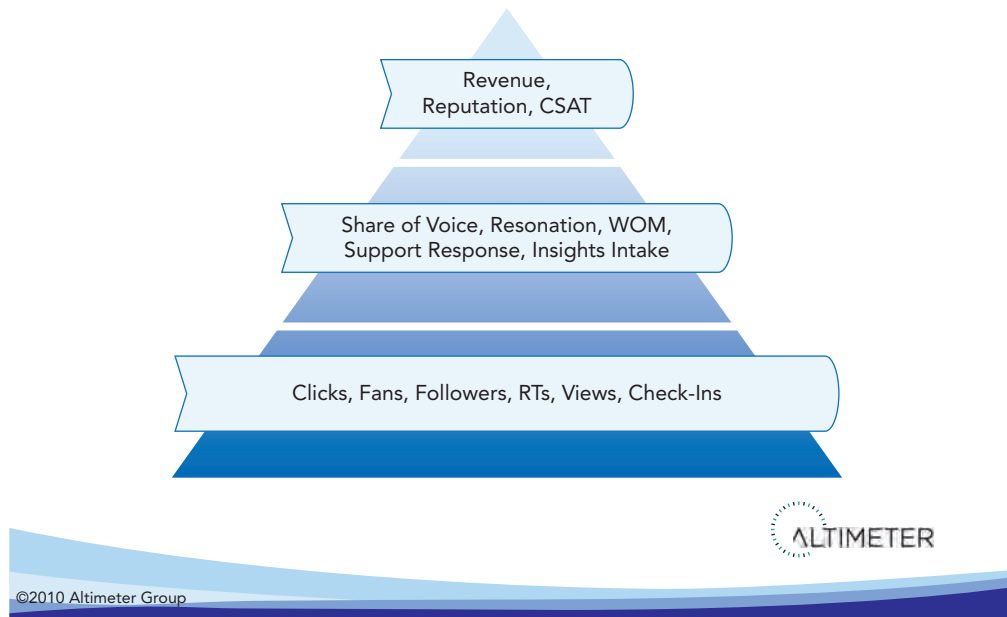 Revenue,
Reputation, CSAT
Share of Voice, Resonation, WOM,
Support Response, Insights Intake
Clicks, Fans, Followers, RTs, Views, Check-Ins
ALTIMETER
©2010 Altimeter Group